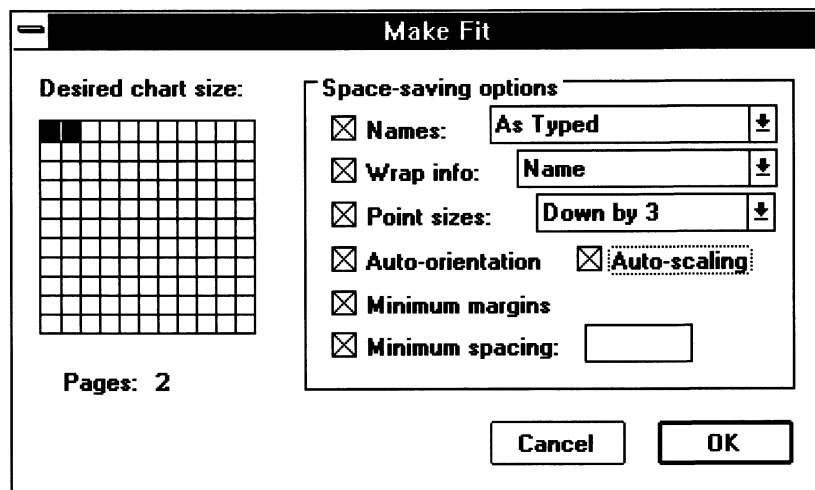 Make Fit
Desired chart size:
Pages: 2
Space-saving options
Names: As Typed
Wrap info: Name
Point sizes: Down by 3
Auto-orientation Auto-scaling
Minimum margins
Minimum spacing:
Cancel OK